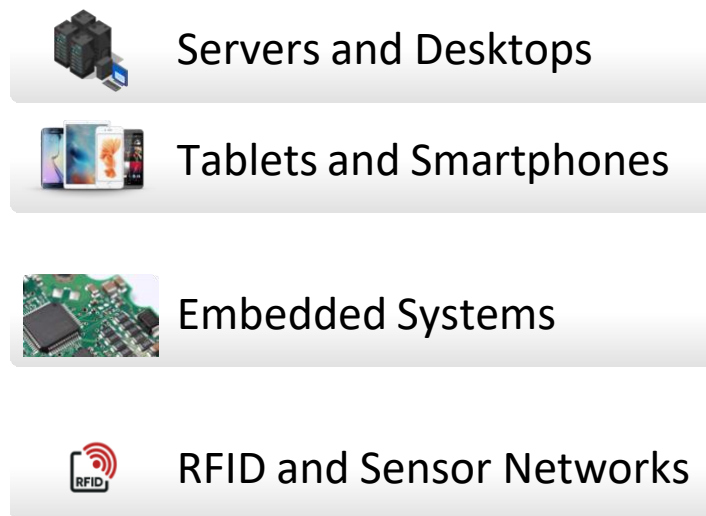 Servers and Desktops
Tablets and Smartphones
Embedded Systems
RFID and Sensor Networks
RFID